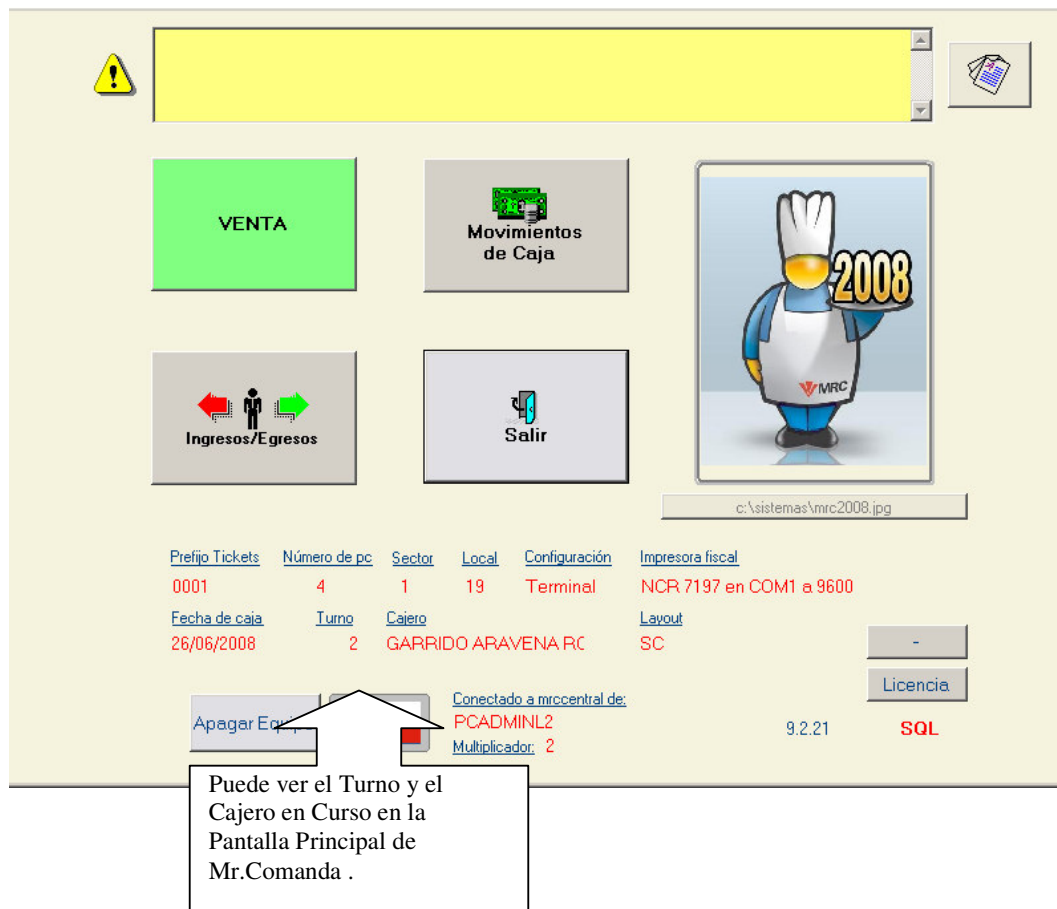 VENTA
Movimientos
de Caja
2008
MRC
Ingresos/Egresos
Salir
c:\sistemas\mrc2008.jpg
Prefijo Tickets Número de pc Sector Local Configuración Impresora fiscal
0001 4 1 19 Terminal NCR 7197 en COM1 a 9600
Fecha de caja Turno Cajero Layout
26/06/2008 2 GARRIDO ARAVENA RO SC
-
Licencia
Apagar
Conectado a mrccentral de:
PCADMINL2
Multiplicador: 2
9.2.21 SQL
Puede ver el Turno y el
Cajero en Curso en la
Pantalla Principal de
Mr.Comanda .